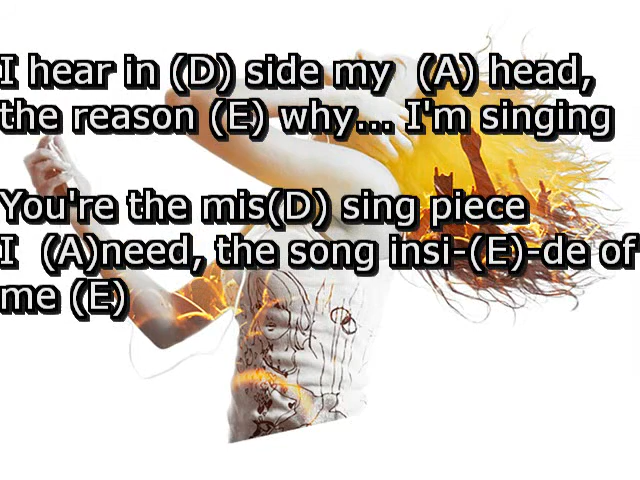 I hear in (D) side my (A) head,
the reason (E) why... I'm singing
You're the mis(D) sing piece
I (A)need, the song insi-(E)-de of
me (E)